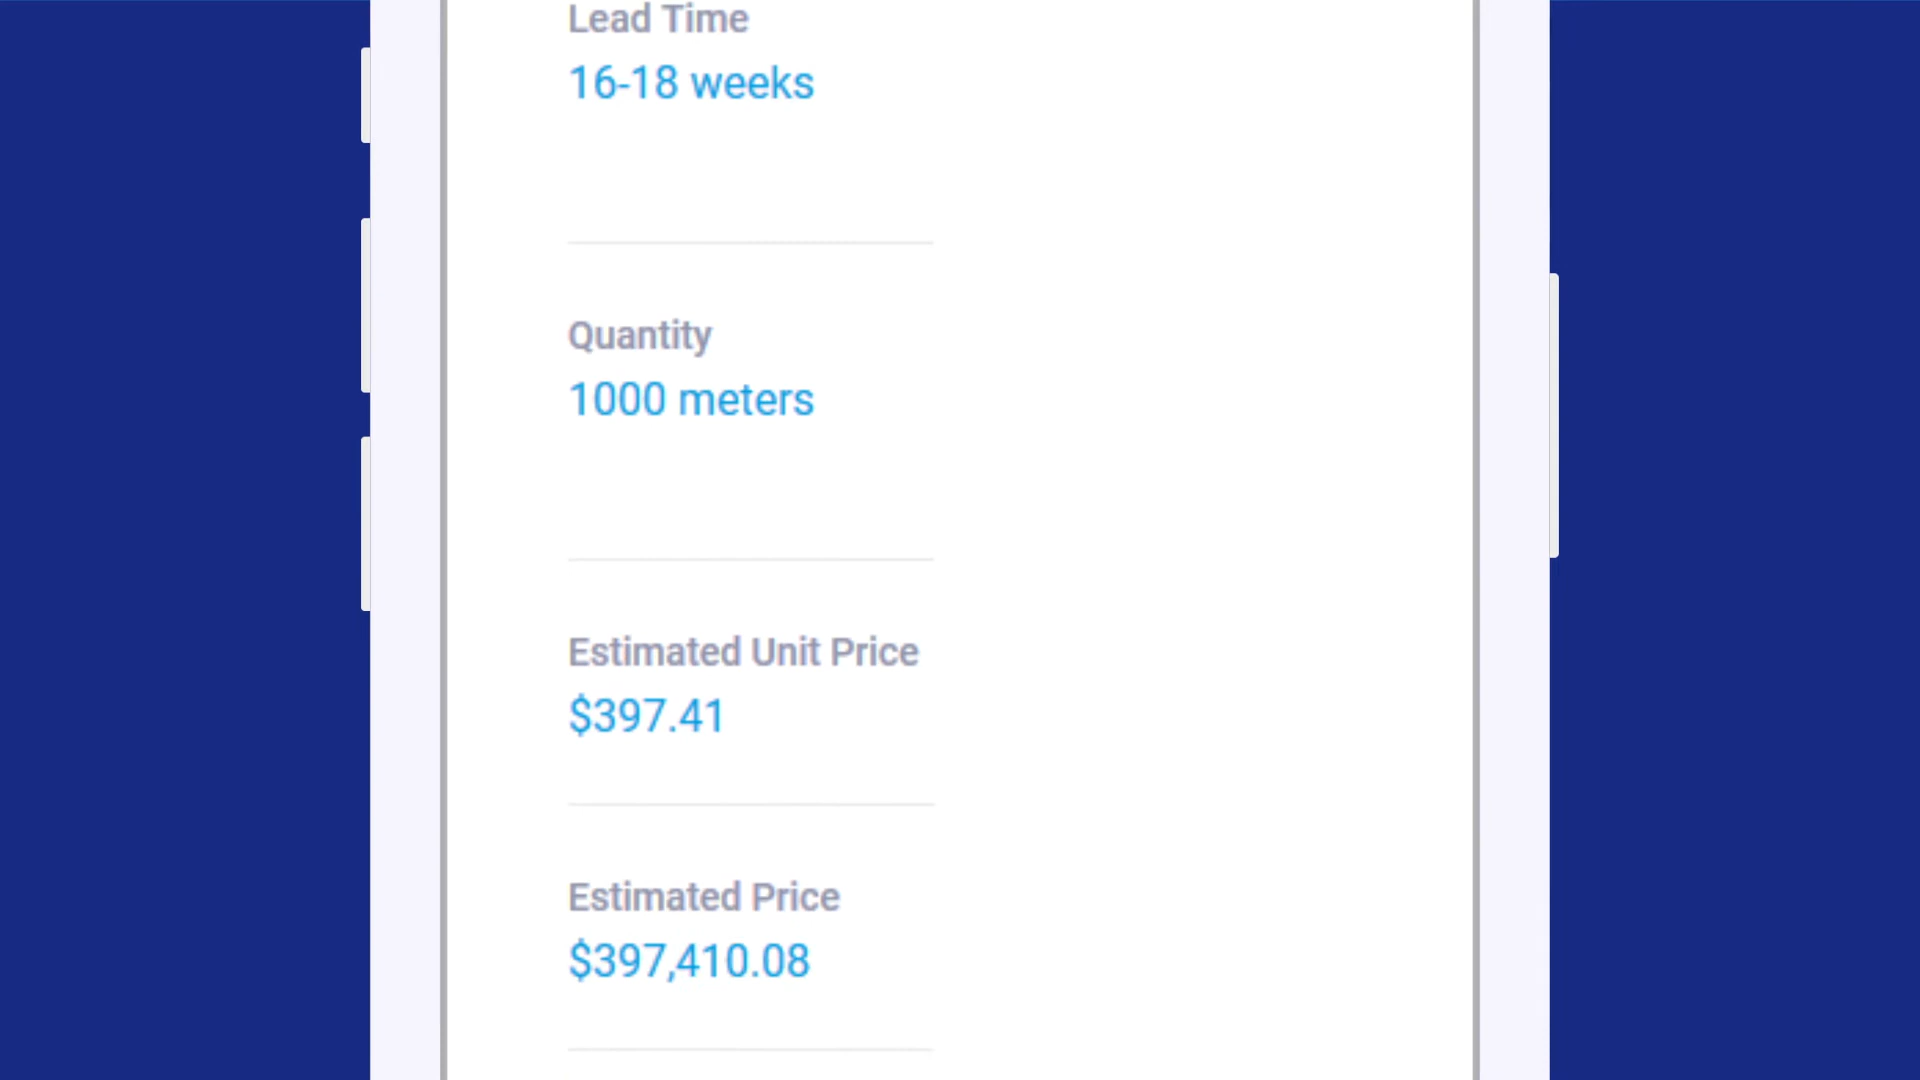 Lead Time
16-18 weeks
Quantity
1000 meters
Estimated Unit Price
$397.41
Estimated Price
$397,410.08